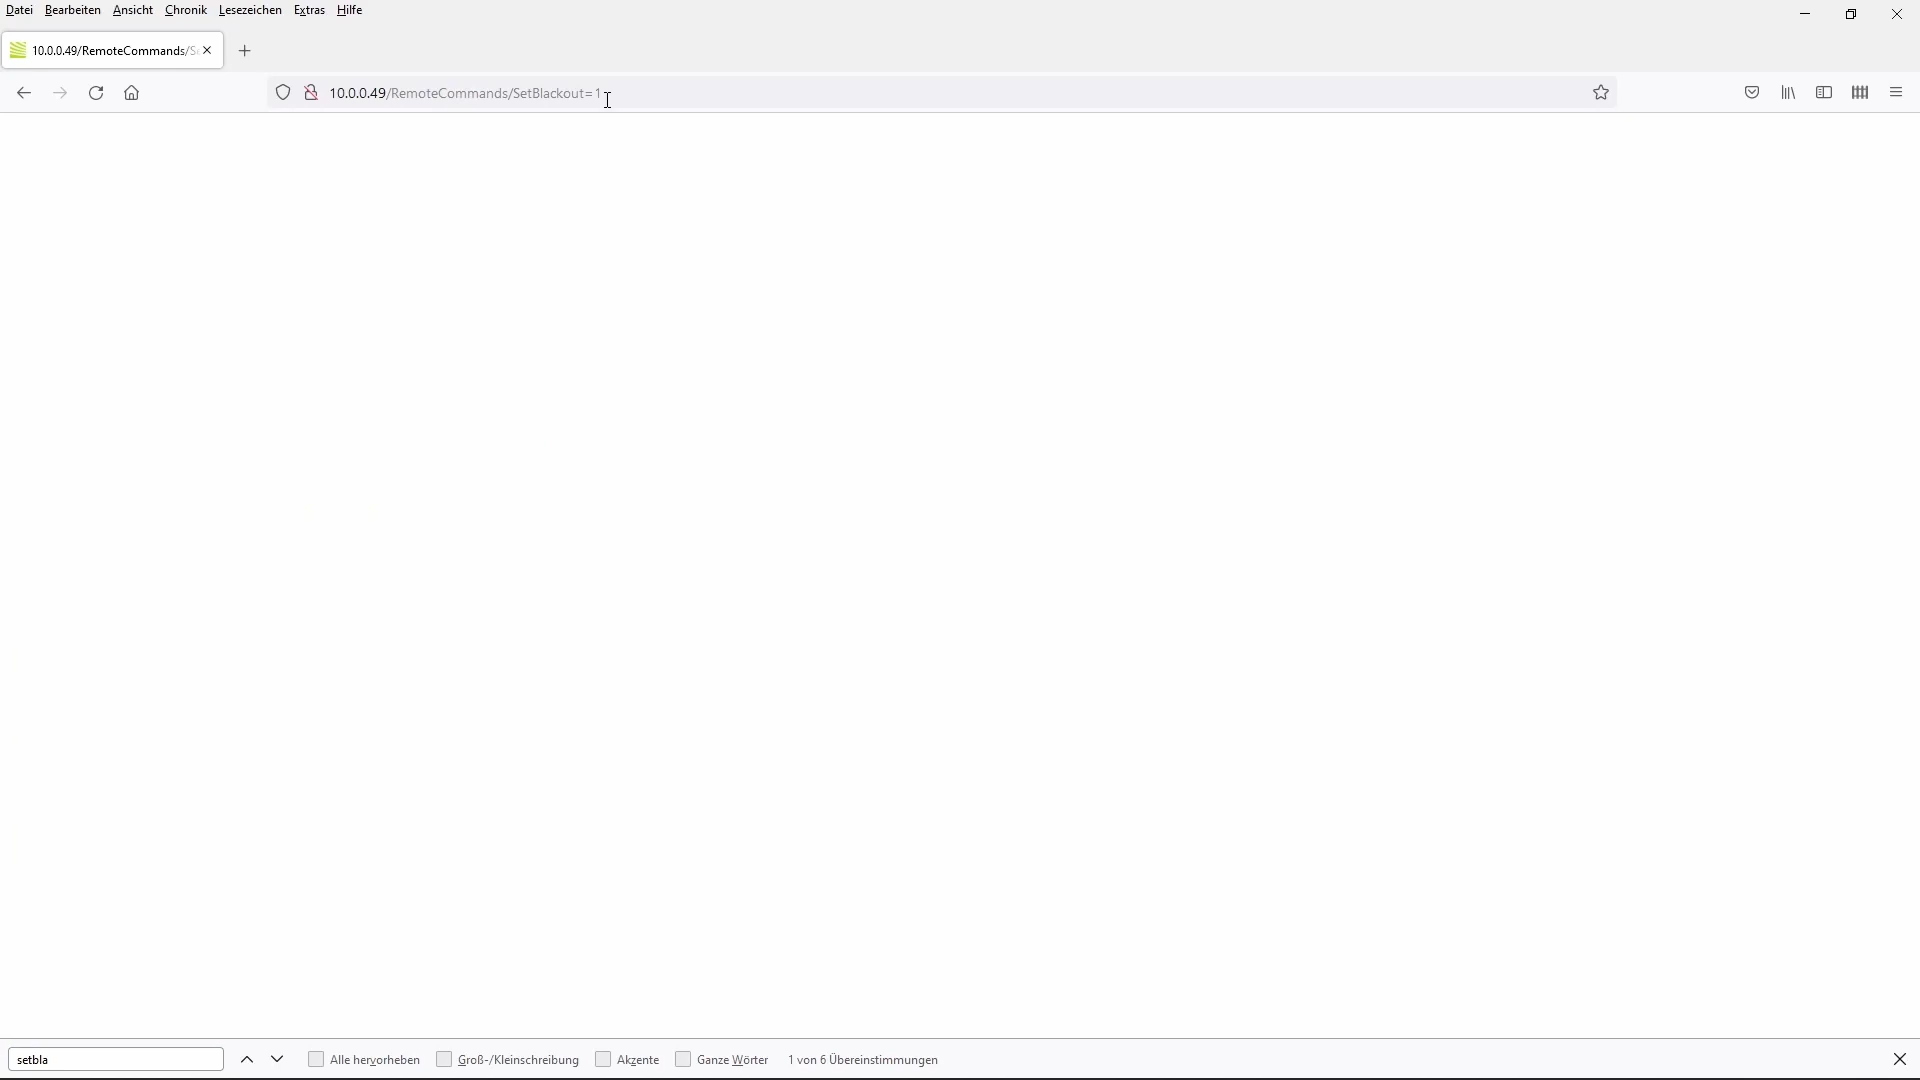 Datei Bearbeiten Ansicht Chronik Lesezeichen Extras Hilfe
10.0.0.49/RemoteCommands/S
10.0.0.49/RemoteCommands/SetBlackout=1
setbla Alle hervorheben Groß-/Kleinschreibung Akzente Ganze Wörter 1 von 6 Übereinstimmungen